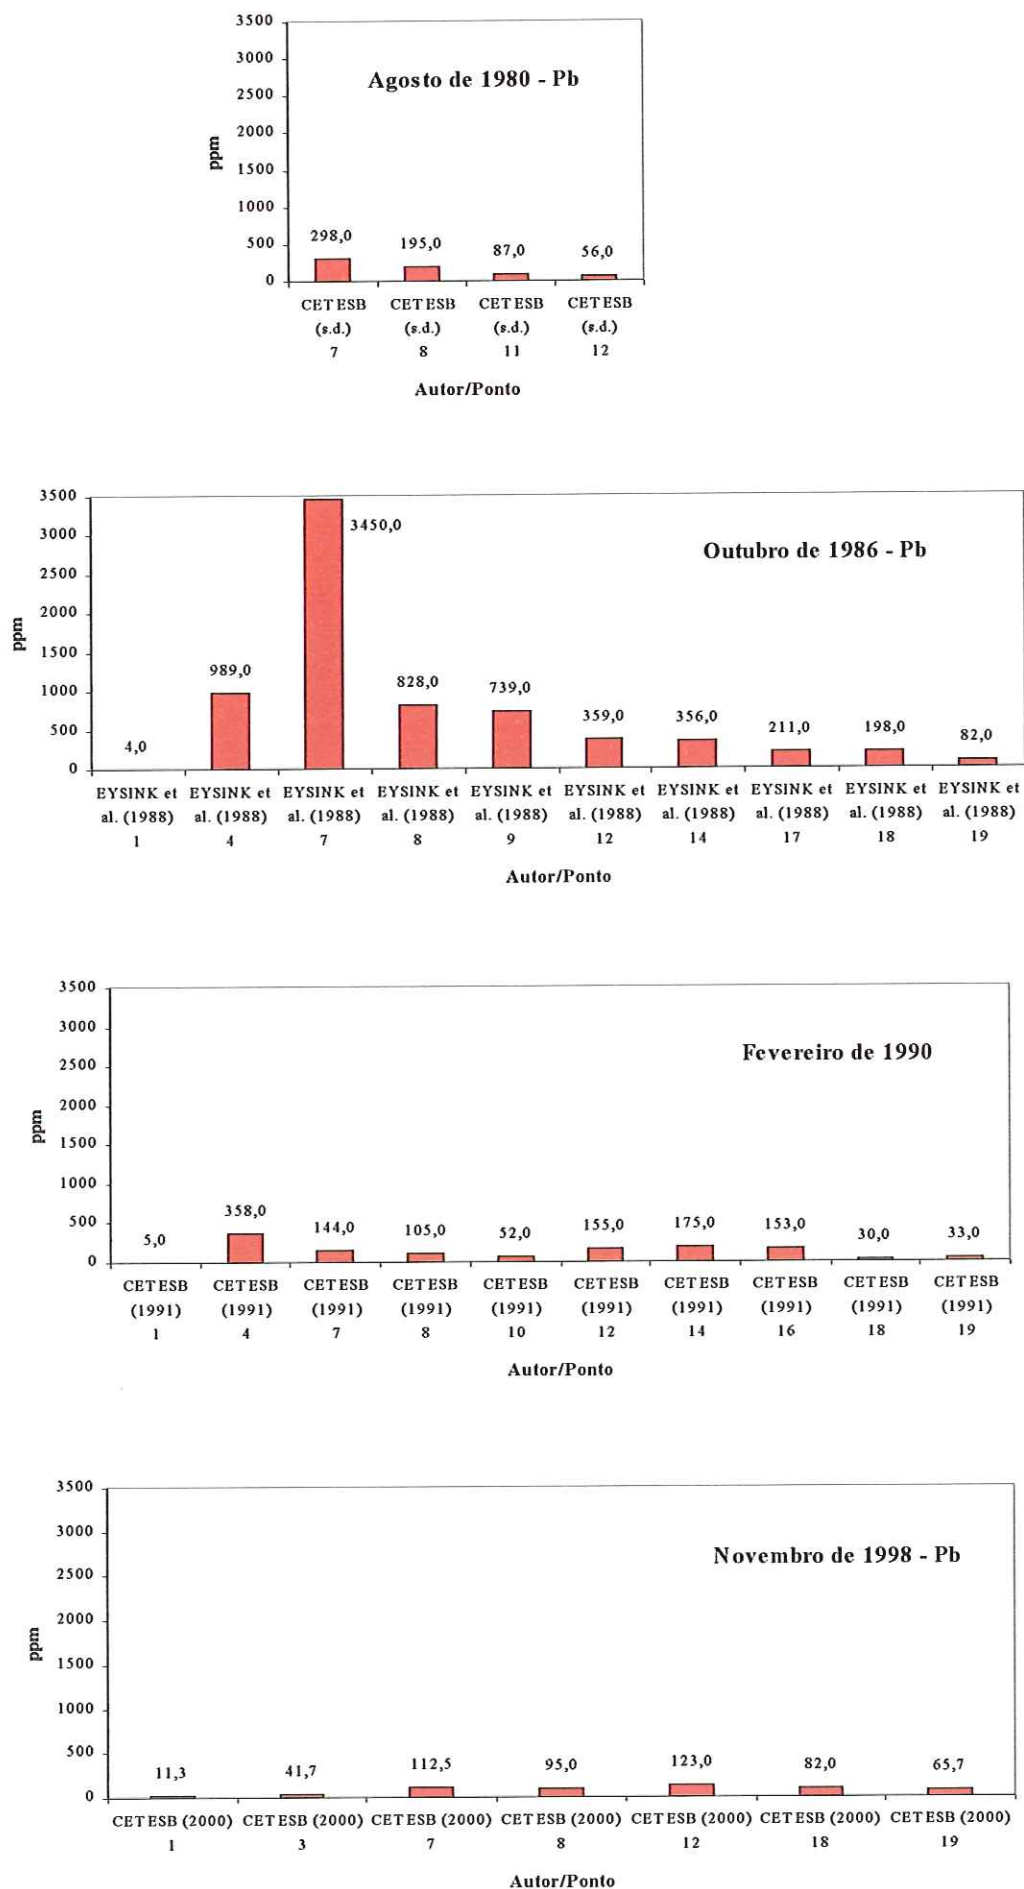 3500
3000
2500
2000
1500
1000
500
0
ppm
Agosto de 1980 - Pb
298,0 195,0 87,0 56,0
CETESB CETESB CETESB CETESB
(s.d.) (s.d.) (s.d.) (s.d.)
7 8 11 12
Autor/Ponto
3500
3000
2500
2000
1500
1000
500
0
ppm
Outubro de 1986 - Pb
4,0 989,0 3450,0 828,0 739,0 359,0 356,0 211,0 198,0 82,0
EYSINK et EYSINK et EYSINK et EYSINK et EYSINK et EYSINK et EYSINK et EYSINK et EYSINK et EYSINK et
al. (1988) al. (1988) al. (1988) al. (1988) al. (1988) al. (1988) al. (1988) al. (1988) al. (1988) al. (1988)
1 4 7 8 9 12 14 17 18 19
Autor/Ponto
3500
3000
2500
2000
1500
1000
500
0
ppm
Fevereiro de 1990
5,0 358,0 144,0 105,0 52,0 155,0 175,0 153,0 30,0 33,0
CETESB CETESB CETESB CETESB CETESB CETESB CETESB CETESB CETESB CETESB
(1991) (1991) (1991) (1991) (1991) (1991) (1991) (1991) (1991) (1991)
1 4 7 8 10 12 14 16 18 19
Autor/Ponto
3500
3000
2500
2000
1500
1000
500
0
ppm
Novembro de 1998 - Pb
11,3 41,7 112,5 95,0 123,0 82,0 65,7
CETESB (2000) CETESB (2000) CETESB (2000) CETESB (2000) CETESB (2000) CETESB (2000) CETESB (2000)
1 3 7 8 12 18 19
Autor/Ponto